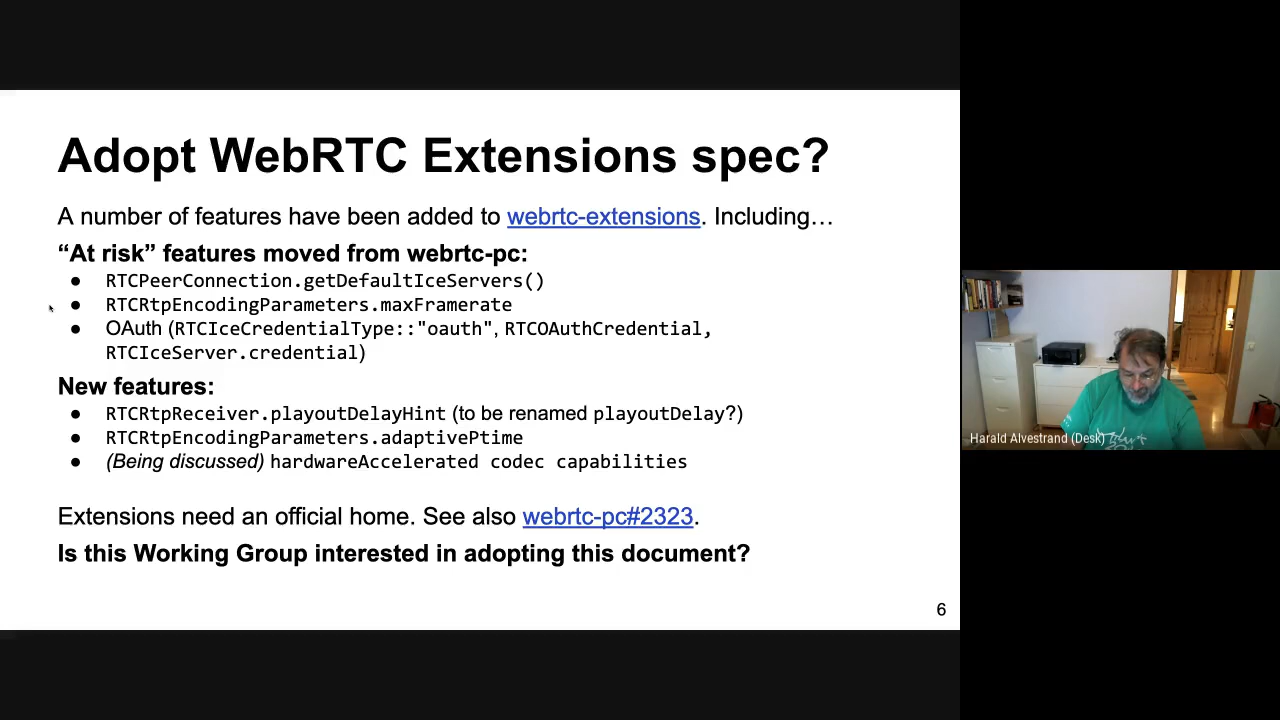 Adopt WebRTC Extensions spec?
A number of features have been added to webrtc-extensions. Including…
“At risk” features moved from webrtc-pc:
● RTCPeerConnection.getDefaultIceServers()
● RTCRtpEncodingParameters.maxFramerate
● OAuth (RTCIceCredentialType::"oauth", RTCOAuthCredential,
RTCIceServer.credential)
New features:
● RTCRtpReceiver.playoutDelayHint (to be renamed playoutDelay?)
● RTCRtpEncodingParameters.adaptivePtime
● (Being discussed) hardwareAccelerated codec capabilities
Extensions need an official home. See also webrtc-pc#2323.
Is this Working Group interested in adopting this document?
6
Harald Alvestrand (Desk)